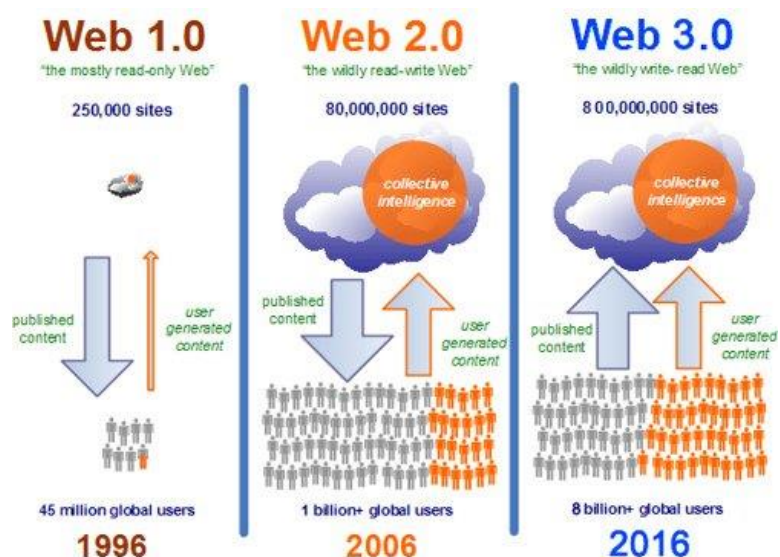 Web 1.0
"the mostly read-only Web"
250,000 sites
published
content
user
generated
content
45 million global users
1996
Web 2.0
"the wildly read-write Web"
80,000,000 sites
collective
intelligence
published
content
user
generated
content
1 billion+ global users
2006
Web 3.0
"the wildly write- read Web"
800,000,000 sites
collective
intelligence
published
content
user
generated
content
8 billion+ global users
2016